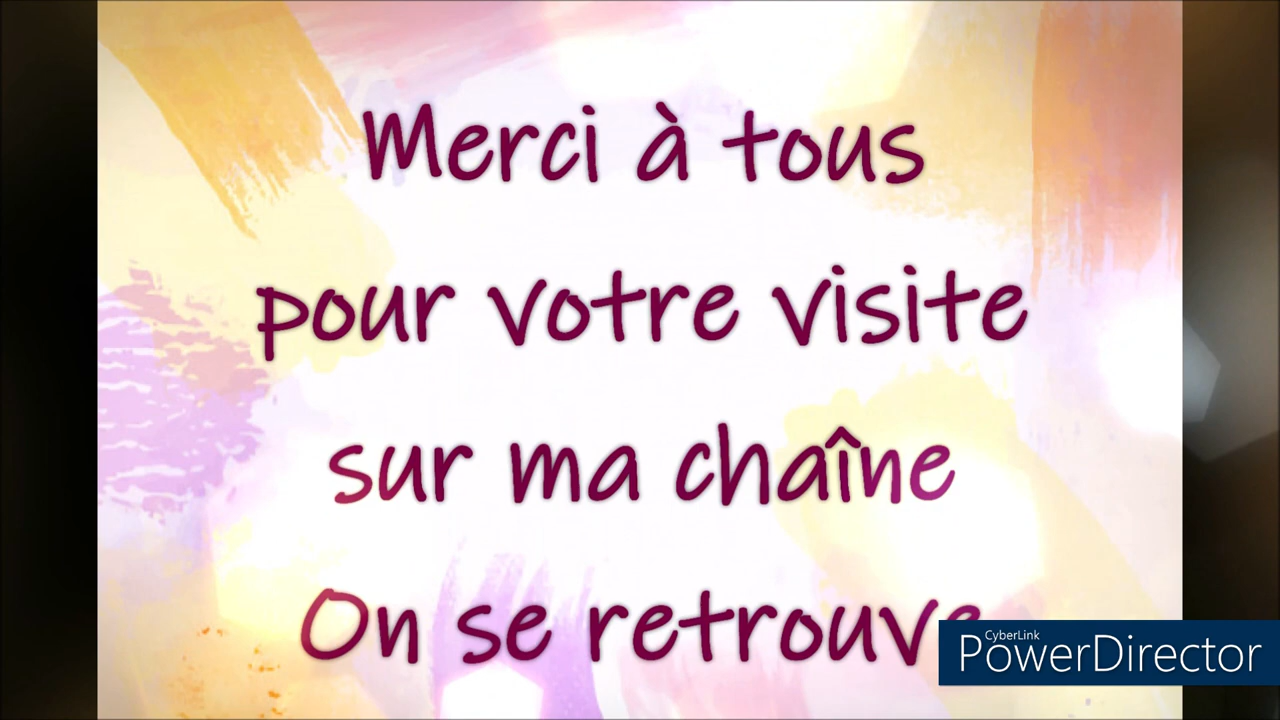 Merci à tous
pour votre visite
sur ma chaîne
On se retrouve
CyberLink
PowerDirector